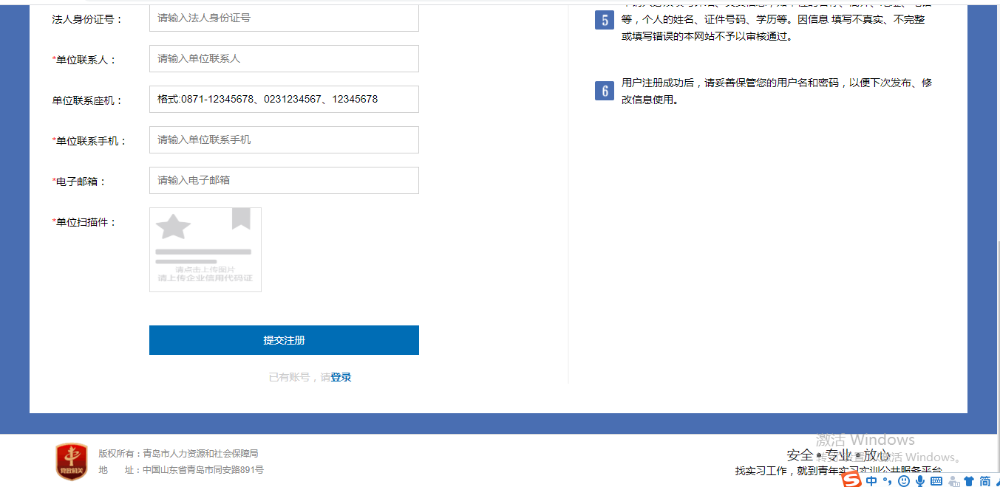 法人身份证号：
请输入法人身份证号
*单位联系人：
请输入单位联系人
单位联系座机：
格式:0871-12345678、0231234567、12345678
*单位联系手机：
请输入单位联系手机
*电子邮箱：
请输入电子邮箱
*单位扫描件：
请点击上传图片
请上传企业信用代码证
提交注册
已有账号，请登录
5
等，个人的姓名、证件号码、学历等。因信息 填写不真实、不完整
或填写错误的本网站不予以审核通过。
6
用户注册成功后，请妥善保管您的用户名和密码，以便下次发布、修
改信息使用。
党政机关
版权所有：青岛市人力资源和社会保障局
地 址：中国山东省青岛市同安路891号
激活 Windows
安全・专业・放心
转到"设置"以激活 Windows。
找实习工作，就到青年实习实训公共服务平台
S 中 简